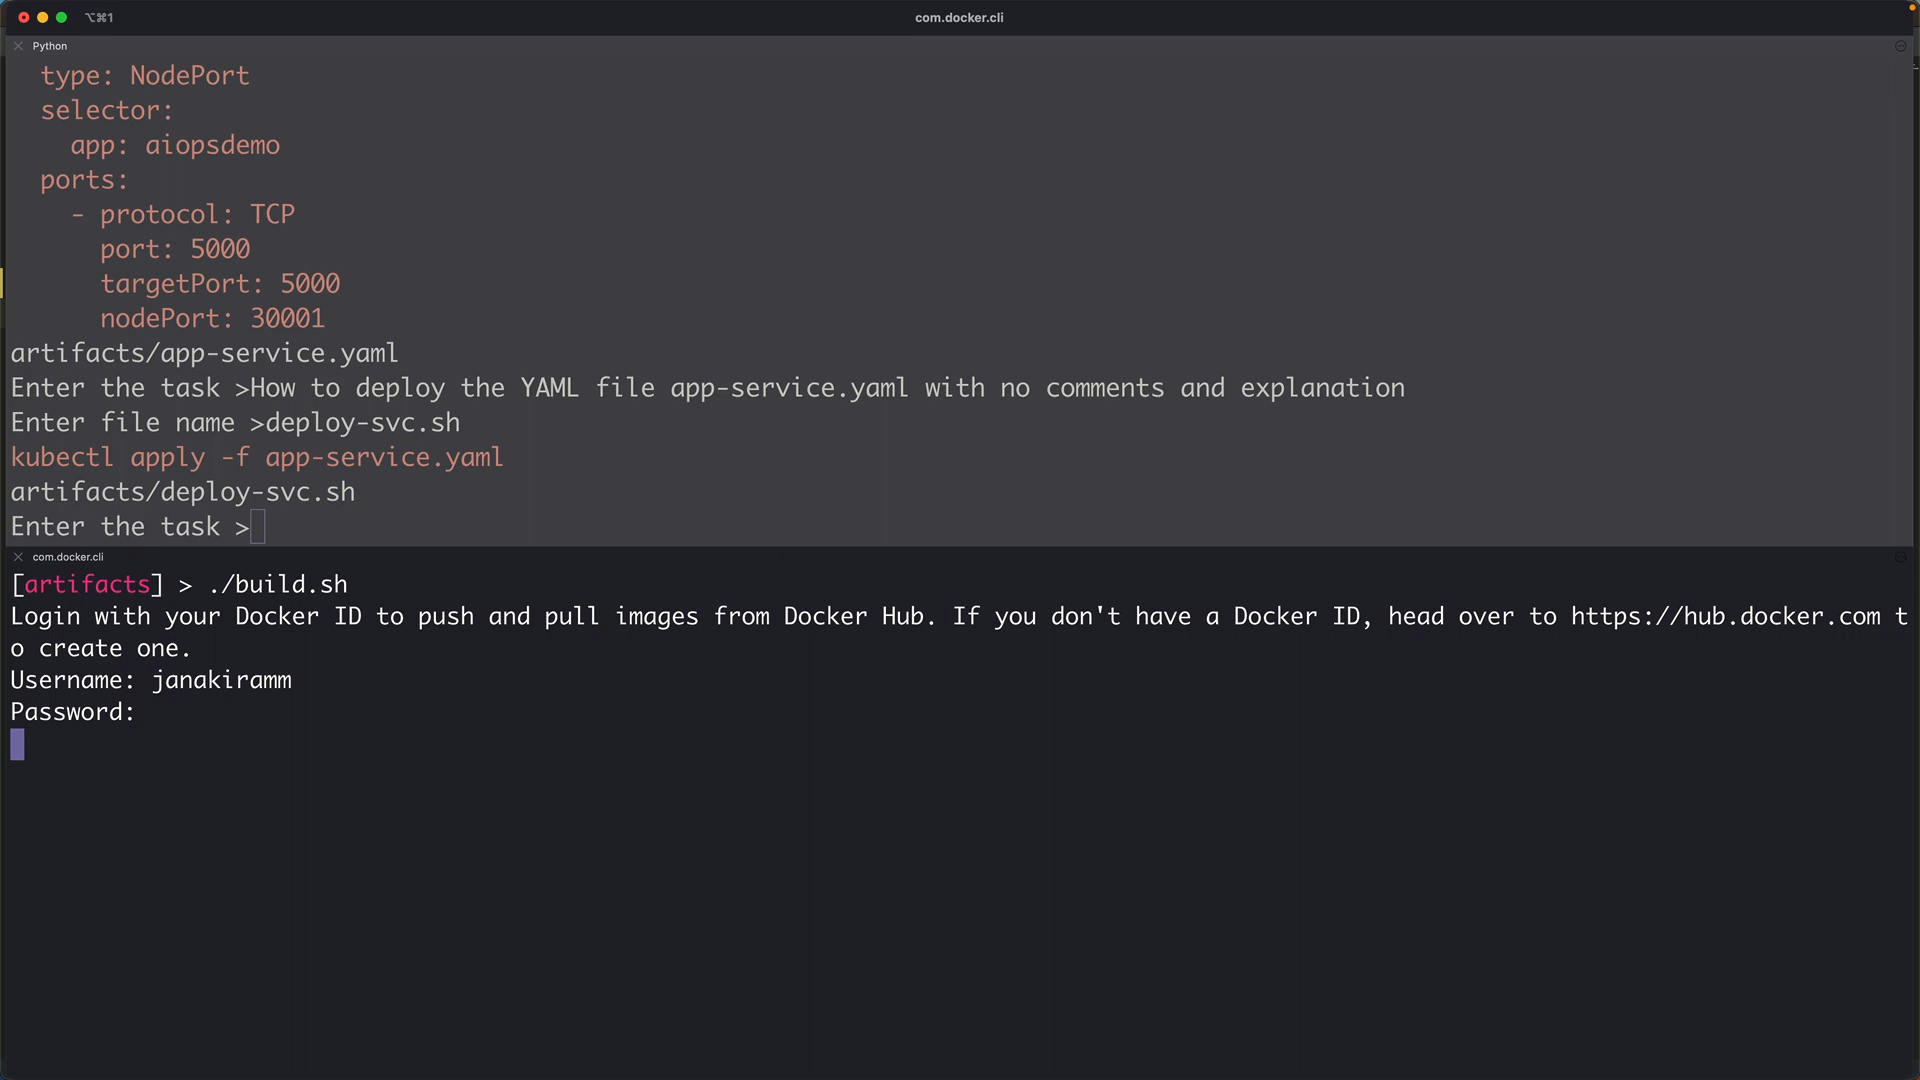 ⌥⌘1
com.docker.cli
Python
type: NodePort
selector:
app: aiopsdemo
ports:
- protocol: TCP
port: 5000
targetPort: 5000
nodePort: 30001
artifacts/app-service.yaml
Enter the task >How to deploy the YAML file app-service.yaml with no comments and explanation
Enter file name >deploy-svc.sh
kubectl apply -f app-service.yaml
artifacts/deploy-svc.sh
Enter the task >
com.docker.cli
[artifacts] > ./build.sh
Login with your Docker ID to push and pull images from Docker Hub. If you don't have a Docker ID, head over to https://hub.docker.com t
o create one.
Username: janakiramm
Password: